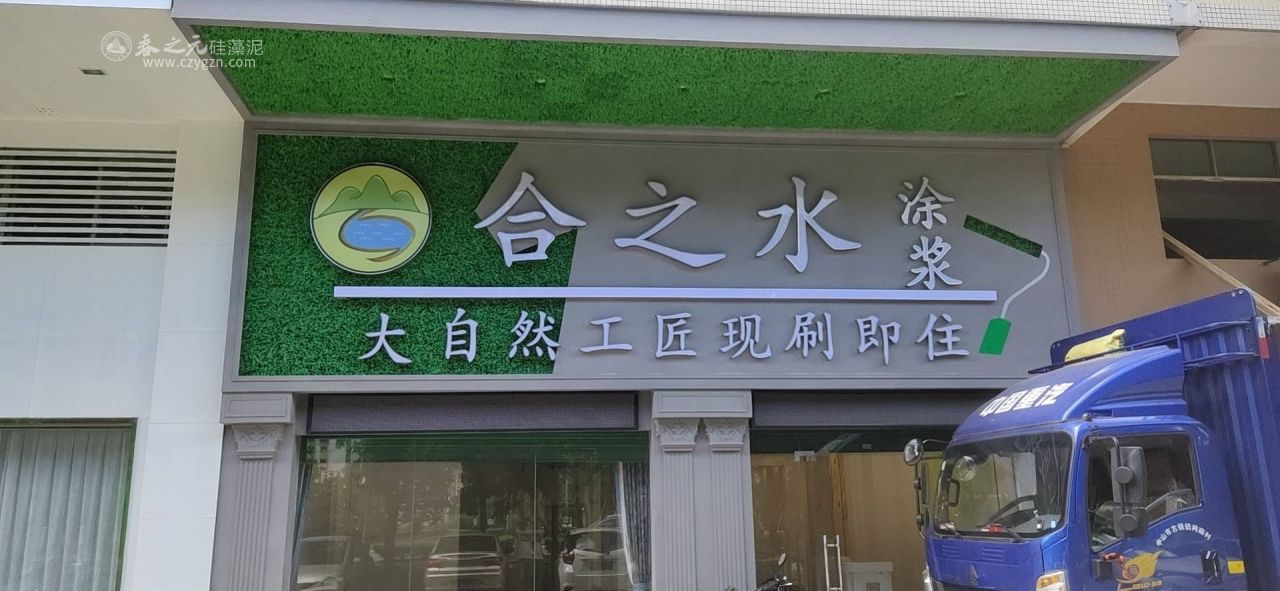 春之元硅藻泥
www.czygzn.com
合之水
涂浆
大自然工匠现刷即住
中国重汽